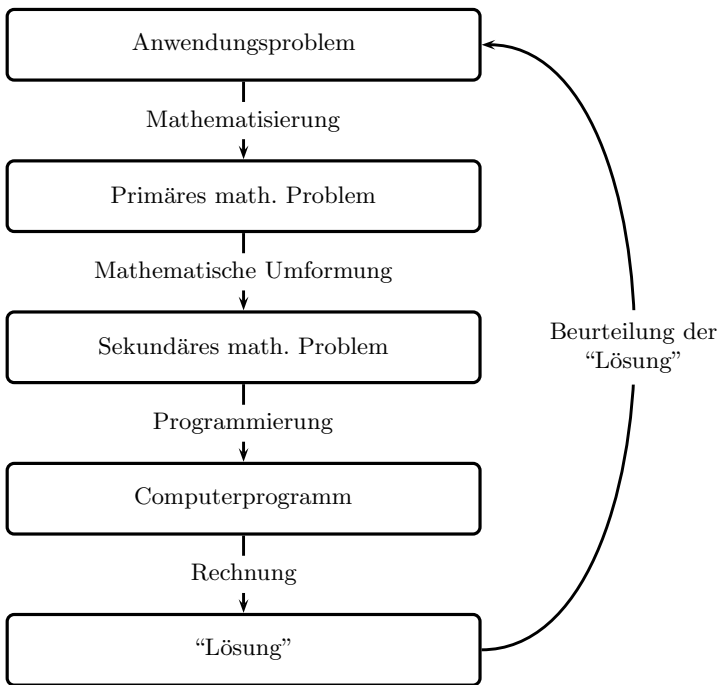 Anwendungsproblem
Mathematisierung
Primäres math. Problem
Mathematische Umformung
Sekundäres math. Problem
Beurteilung der
“Lösung”
Programmierung
Computerprogramm
Rechnung
“Lösung”